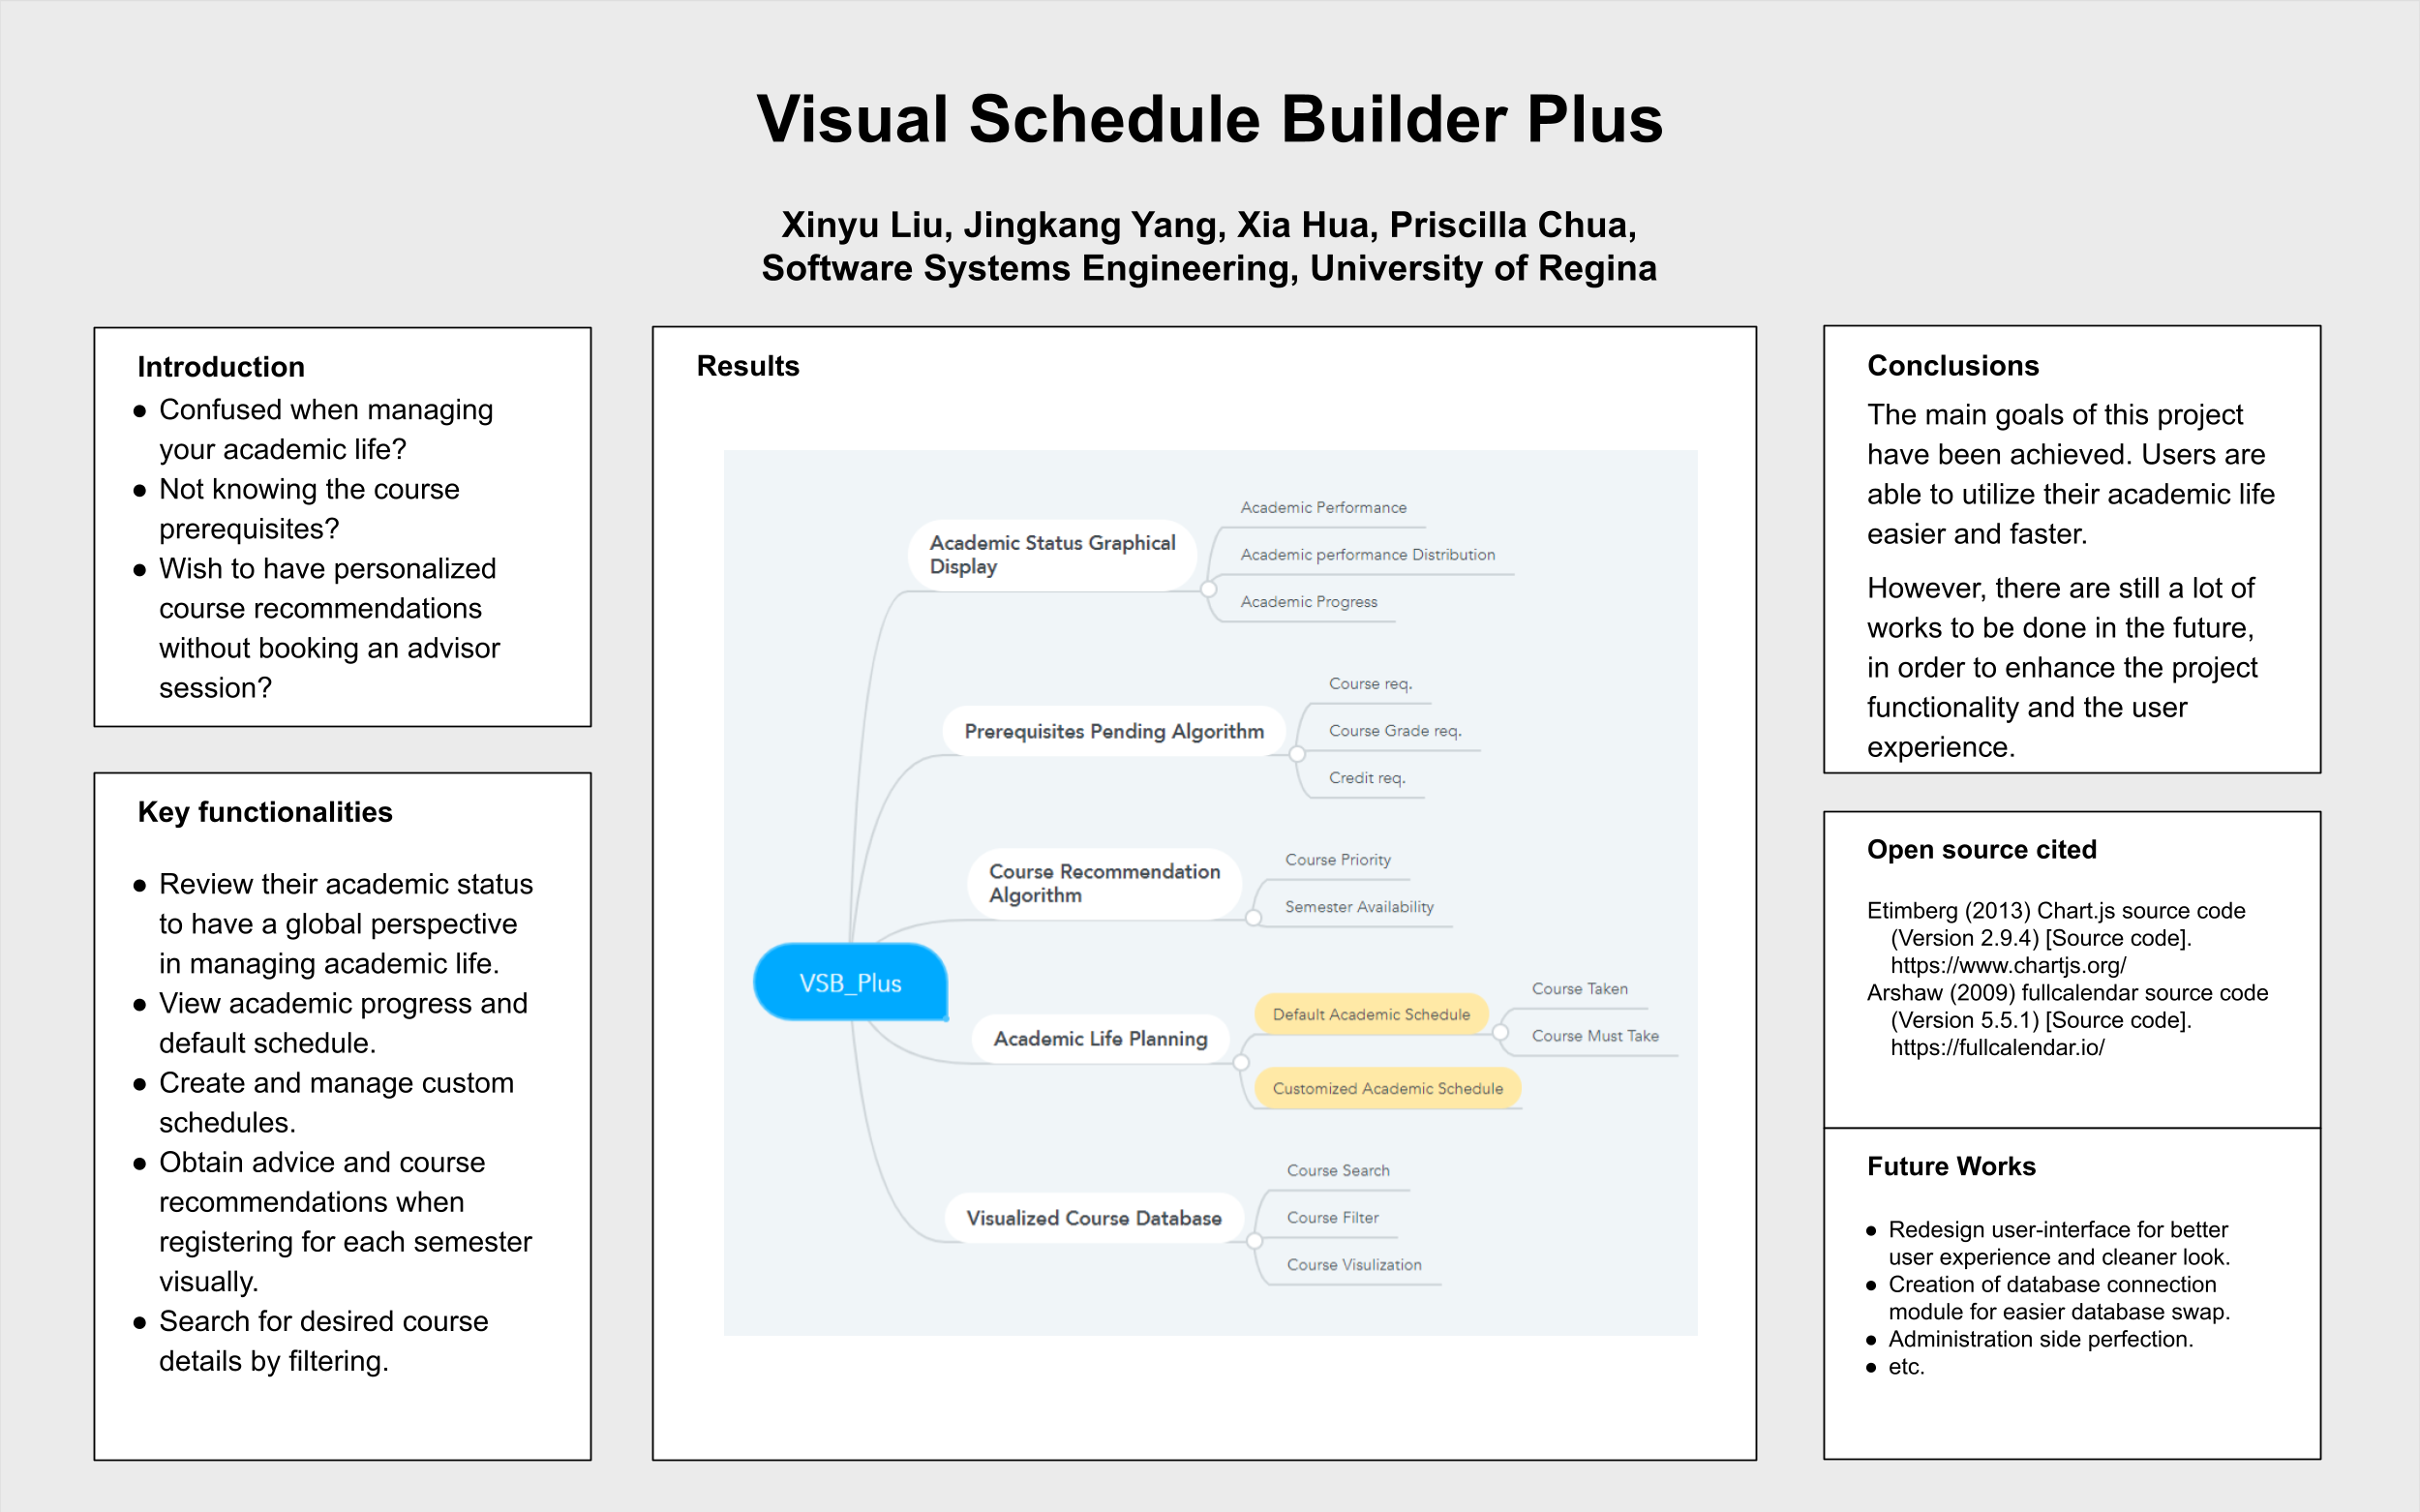 Visual Schedule Builder Plus
Xinyu Liu, Jingkang Yang, Xia Hua, Priscilla Chua,
Software Systems Engineering, University of Regina
Introduction
● Confused when managing
your academic life?
● Not knowing the course
prerequisites?
● Wish to have personalized
course recommendations
without booking an advisor
session?
Key functionalities
● Review their academic status
to have a global perspective
in managing academic life.
● View academic progress and
default schedule.
● Create and manage custom
schedules.
● Obtain advice and course
recommendations when
registering for each semester
visually.
● Search for desired course
details by filtering.
Results
VSB_Plus
Academic Status Graphical
Display
Academic Performance
Academic performance Distribution
Academic Progress
Prerequisites Pending Algorithm
Course req.
Course Grade req.
Credit req.
Course Recommendation
Algorithm
Course Priority
Semester Availability
Academic Life Planning
Default Academic Schedule
Course Taken
Course Must Take
Customized Academic Schedule
Visualized Course Database
Course Search
Course Filter
Course Visulization
Conclusions
The main goals of this project
have been achieved. Users are
able to utilize their academic life
easier and faster.
However, there are still a lot of
works to be done in the future,
in order to enhance the project
functionality and the user
experience.
Open source cited
Etimberg (2013) Chart.js source code
(Version 2.9.4) [Source code].
https://www.chartjs.org/
Arshaw (2009) fullcalendar source code
(Version 5.5.1) [Source code].
https://fullcalendar.io/
Future Works
● Redesign user-interface for better
user experience and cleaner look.
● Creation of database connection
module for easier database swap.
● Administration side perfection.
● etc.